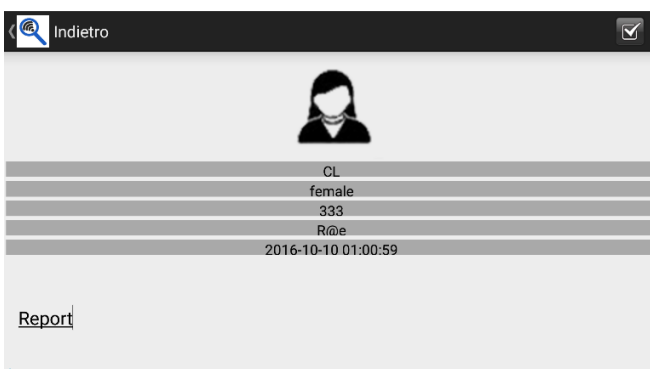 Indietro
CL
female
333
R@e
2016-10-10 01:00:59
Report